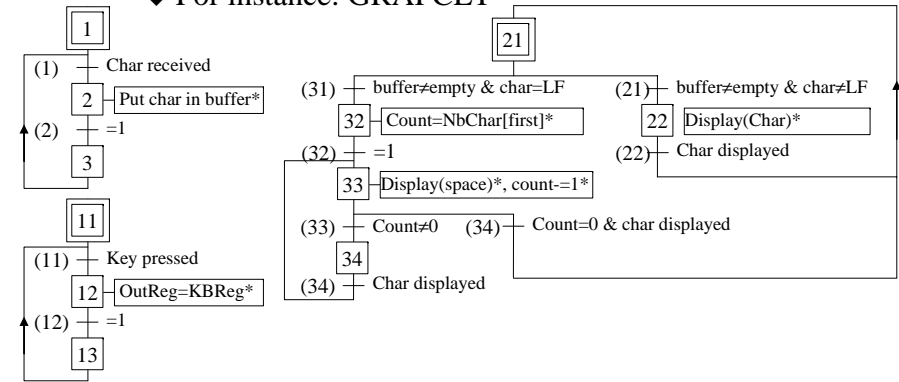 For instance: GRAFCET
1
(1) Char received
2 Put char in buffer*
(2) =1
3
11
(11) Key pressed
12 OutReg=KBReg*
(12) =1
13
21
(31) buffer≠empty & char=LF
32 Count=NbChar[first]*
(32) =1
33 Display(space)*, count-=1*
(33) Count≠0
(34) Count=0 & char displayed
34
(34) Char displayed
(21) buffer≠empty & char≠LF
22 Display(Char)*
(22) Char displayed